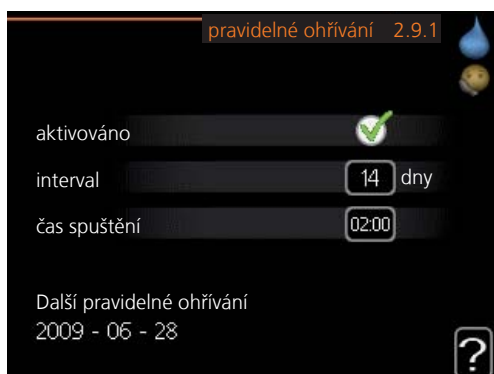 pravidelné ohřívání 2.9.1
aktivováno
interval 14 dny
čas spuštění 02:00
Další pravidelné ohřívání
2009 - 06 - 28
?